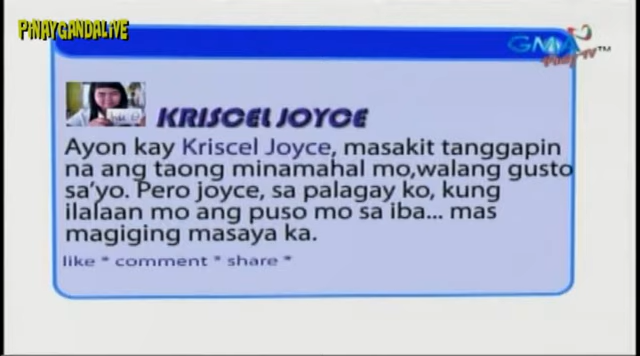 PINAYGANDALIVE
GMA
Pinoy TV™
KRISCEL JOYCE
Ayon kay Kriscel Joyce, masakit tanggapin
na ang taong minamahal mo,walang gusto
sa'yo. Pero joyce, sa palagay ko, kung
ilalaan mo ang puso mo sa iba... mas
magiging masaya ka.
like * comment * share *